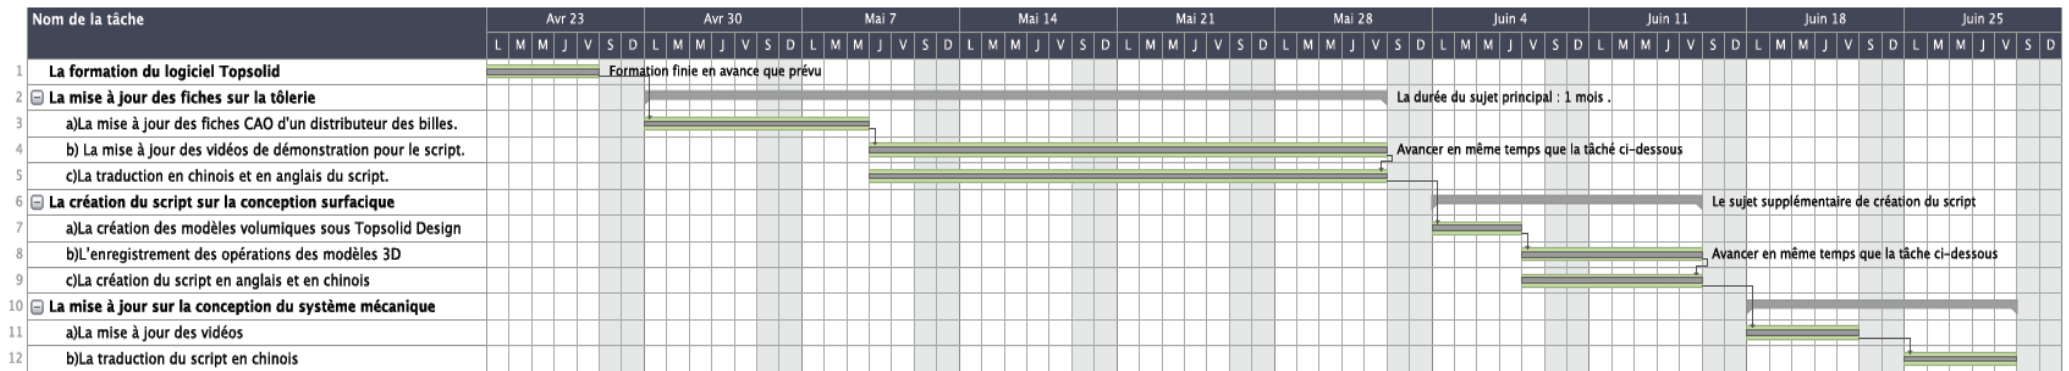 Nom de la tâche Avr 23 Avr 30 Mai 7 Mai 14 Mai 21 Mai 28 Juin 4 Juin 11 Juin 18 Juin 25
L M M J V S D L M M J V S D L M M J V S D L M M J V S D L M M J V S D L M M J V S D L M M J V S D L M M J V S D L M M J V S D L M M J V S D
1 La formation du logiciel Topsolid Formation finie en avance que prévu
2 La mise à jour des fiches sur la tôlerie La durée du sujet principal : 1 mois .
3 a)La mise à jour des fiches CAO d'un distributeur des billes.
4 b) La mise à jour des vidéos de démonstration pour le script. Avancer en même temps que la tâché ci-dessous
5 c)La traduction en chinois et en anglais du script.
6 La création du script sur la conception surfacique Le sujet supplémentaire de création du script
7 a)La création des modèles volumiques sous Topsolid Design
8 b)L'enregistrement des opérations des modèles 3D Avancer en même temps que la tâche ci-dessous
9 c)La création du script en anglais et en chinois
10 La mise à jour sur la conception du système mécanique
11 a)La mise à jour des vidéos
12 b)La traduction du script en chinois